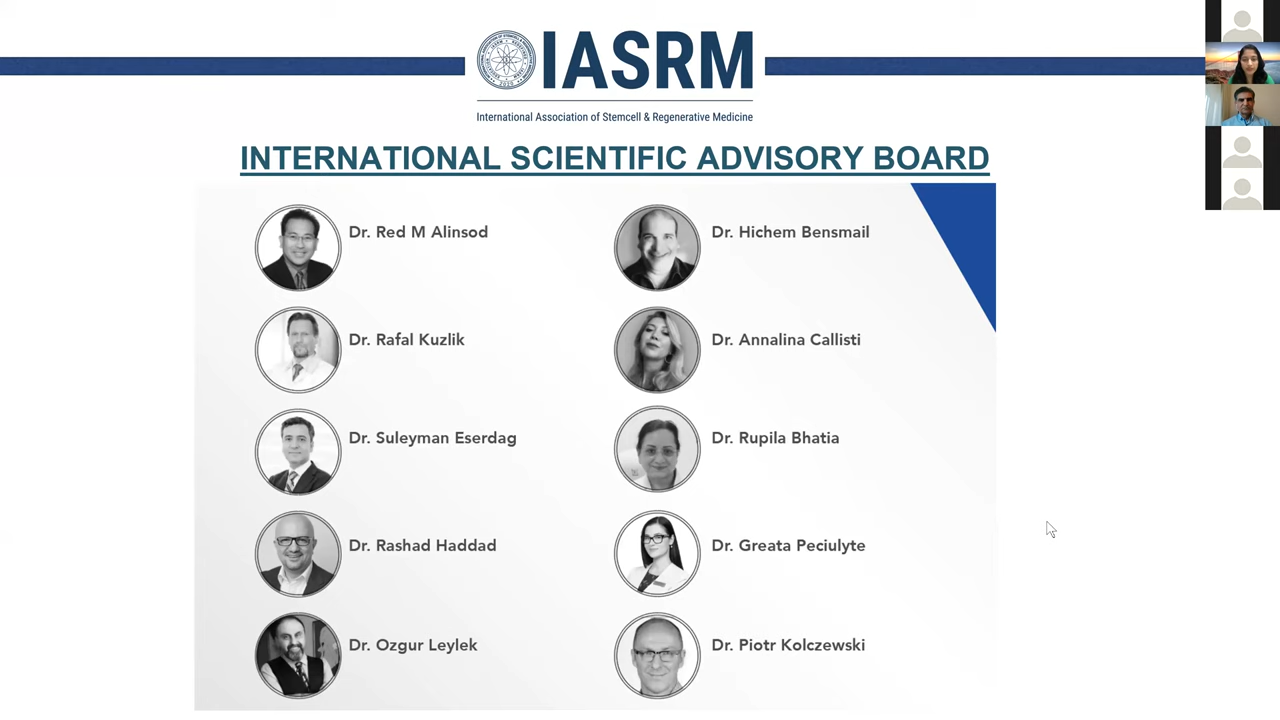 IASRM
International Association of Stemcell & Regenerative Medicine
INTERNATIONAL SCIENTIFIC ADVISORY BOARD
Dr. Red M Alinsod
Dr. Hichem Bensmail
Dr. Rafal Kuzlik
Dr. Annalina Callisti
Dr. Suleyman Eserdag
Dr. Rupila Bhatia
Dr. Rashad Haddad
Dr. Greata Peciulyte
Dr. Ozgur Leylek
Dr. Piotr Kolczewski